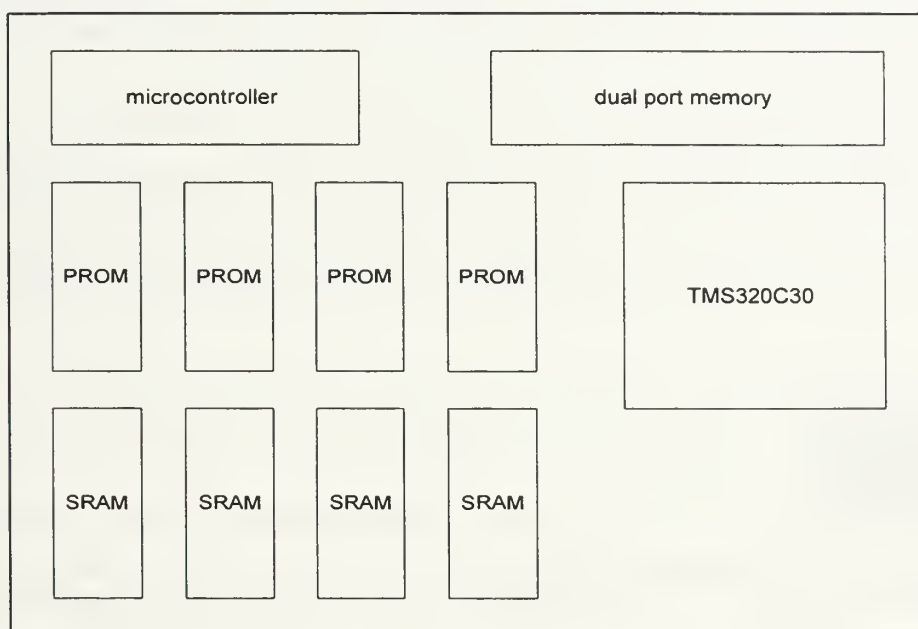 microcontroller
dual port memory
PROM
PROM
PROM
PROM
TMS320C30
SRAM
SRAM
SRAM
SRAM